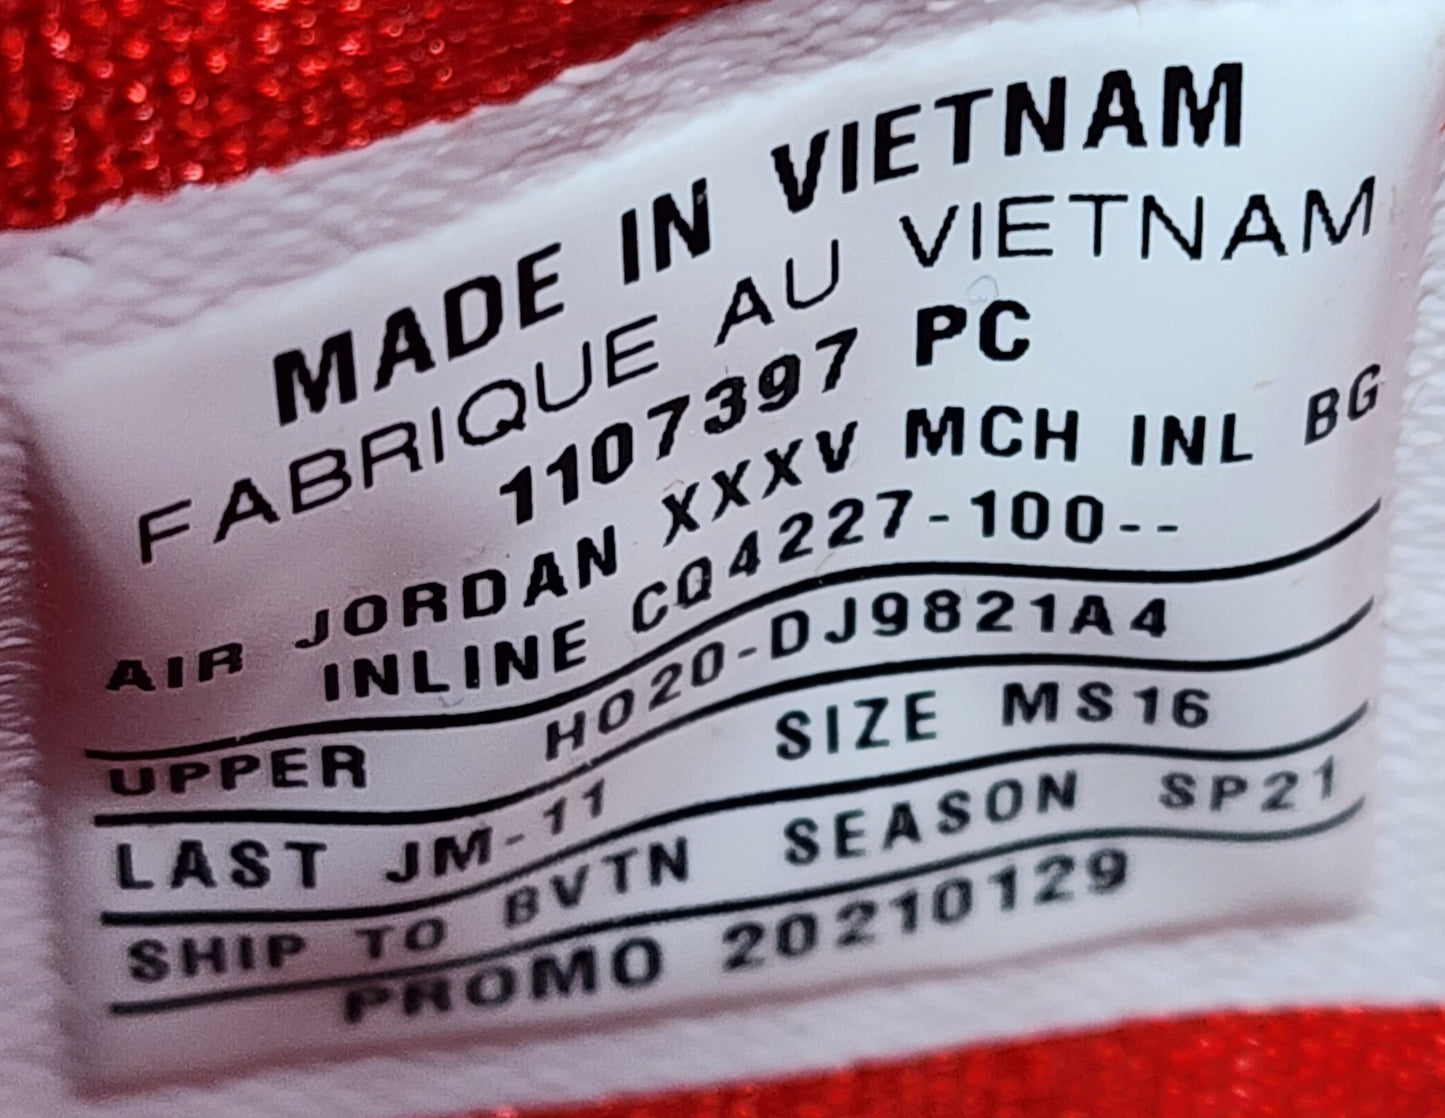 MADE IN VIETNAM
FABRIQUE AU VIETNAM
1107397 PC
AIR JORDAN XXXV MCH INL BG
INLINE CQ4227-100--
UPPER HO20-DJ9821A4
LAST JM-11 SIZE MS16
SHIP TO BVTN SEASON SP21
PROMO 20210129